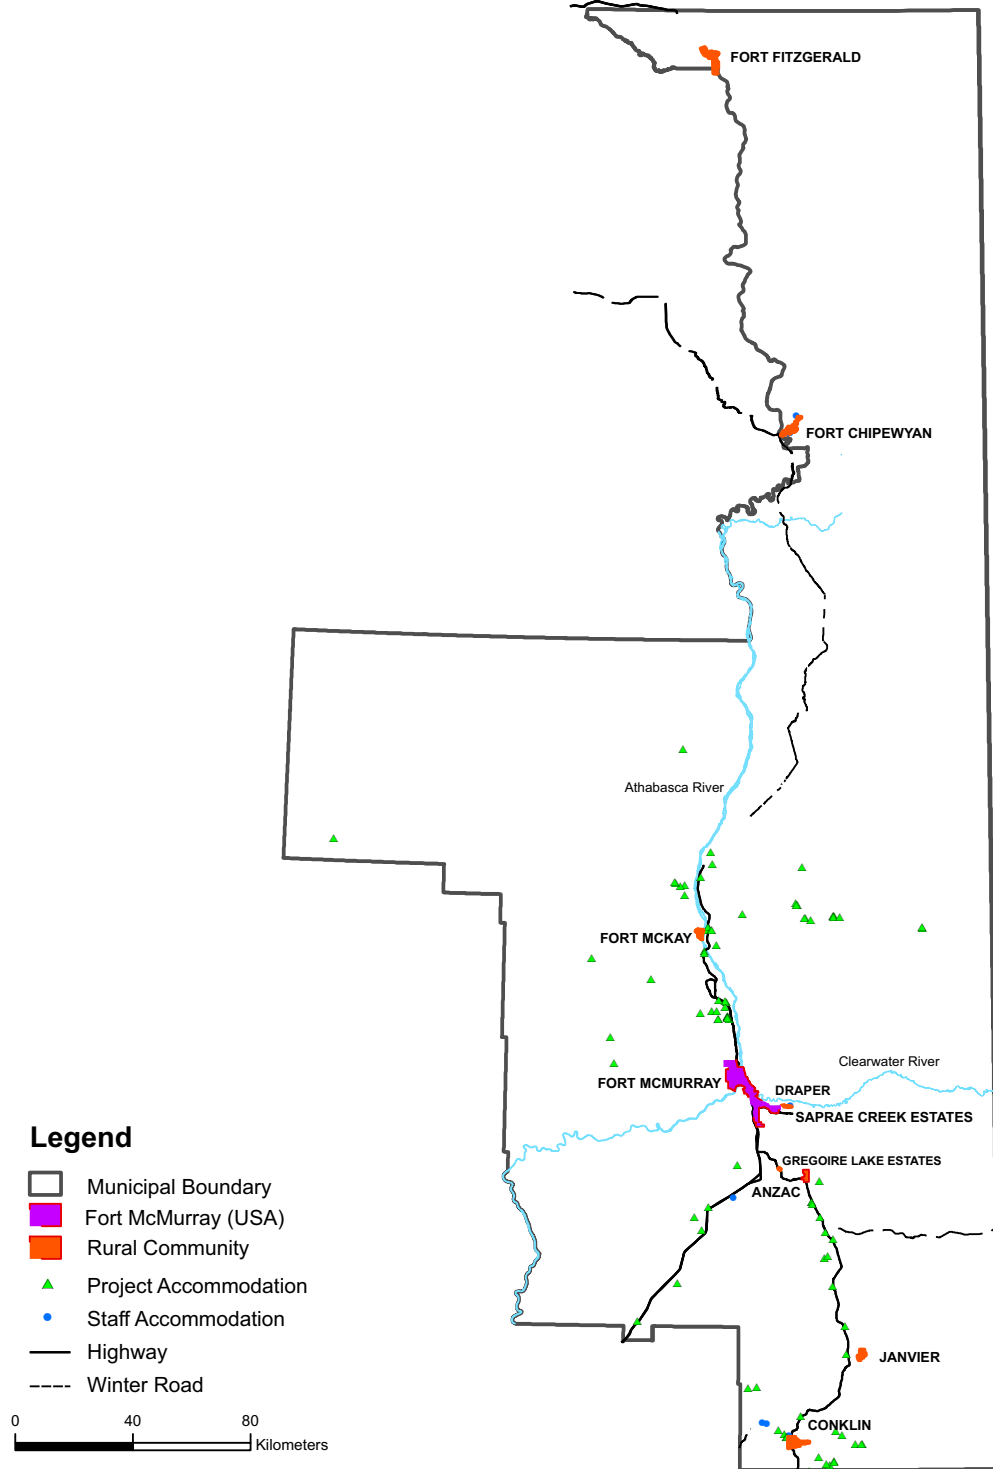 FORT FITZGERALD
FORT CHIPEWYAN
Athabasca River
FORT MCKAY
Clearwater River
FORT MCMURRAY
DRAPER
SAPRAE CREEK ESTATES
GREGOIRE LAKE ESTATES
ANZAC
JANVIER
CONKLIN
Legend
Municipal Boundary
Fort McMurray (USA)
Rural Community
Project Accommodation
Staff Accommodation
Highway
Winter Road
0 40 80
Kilometers